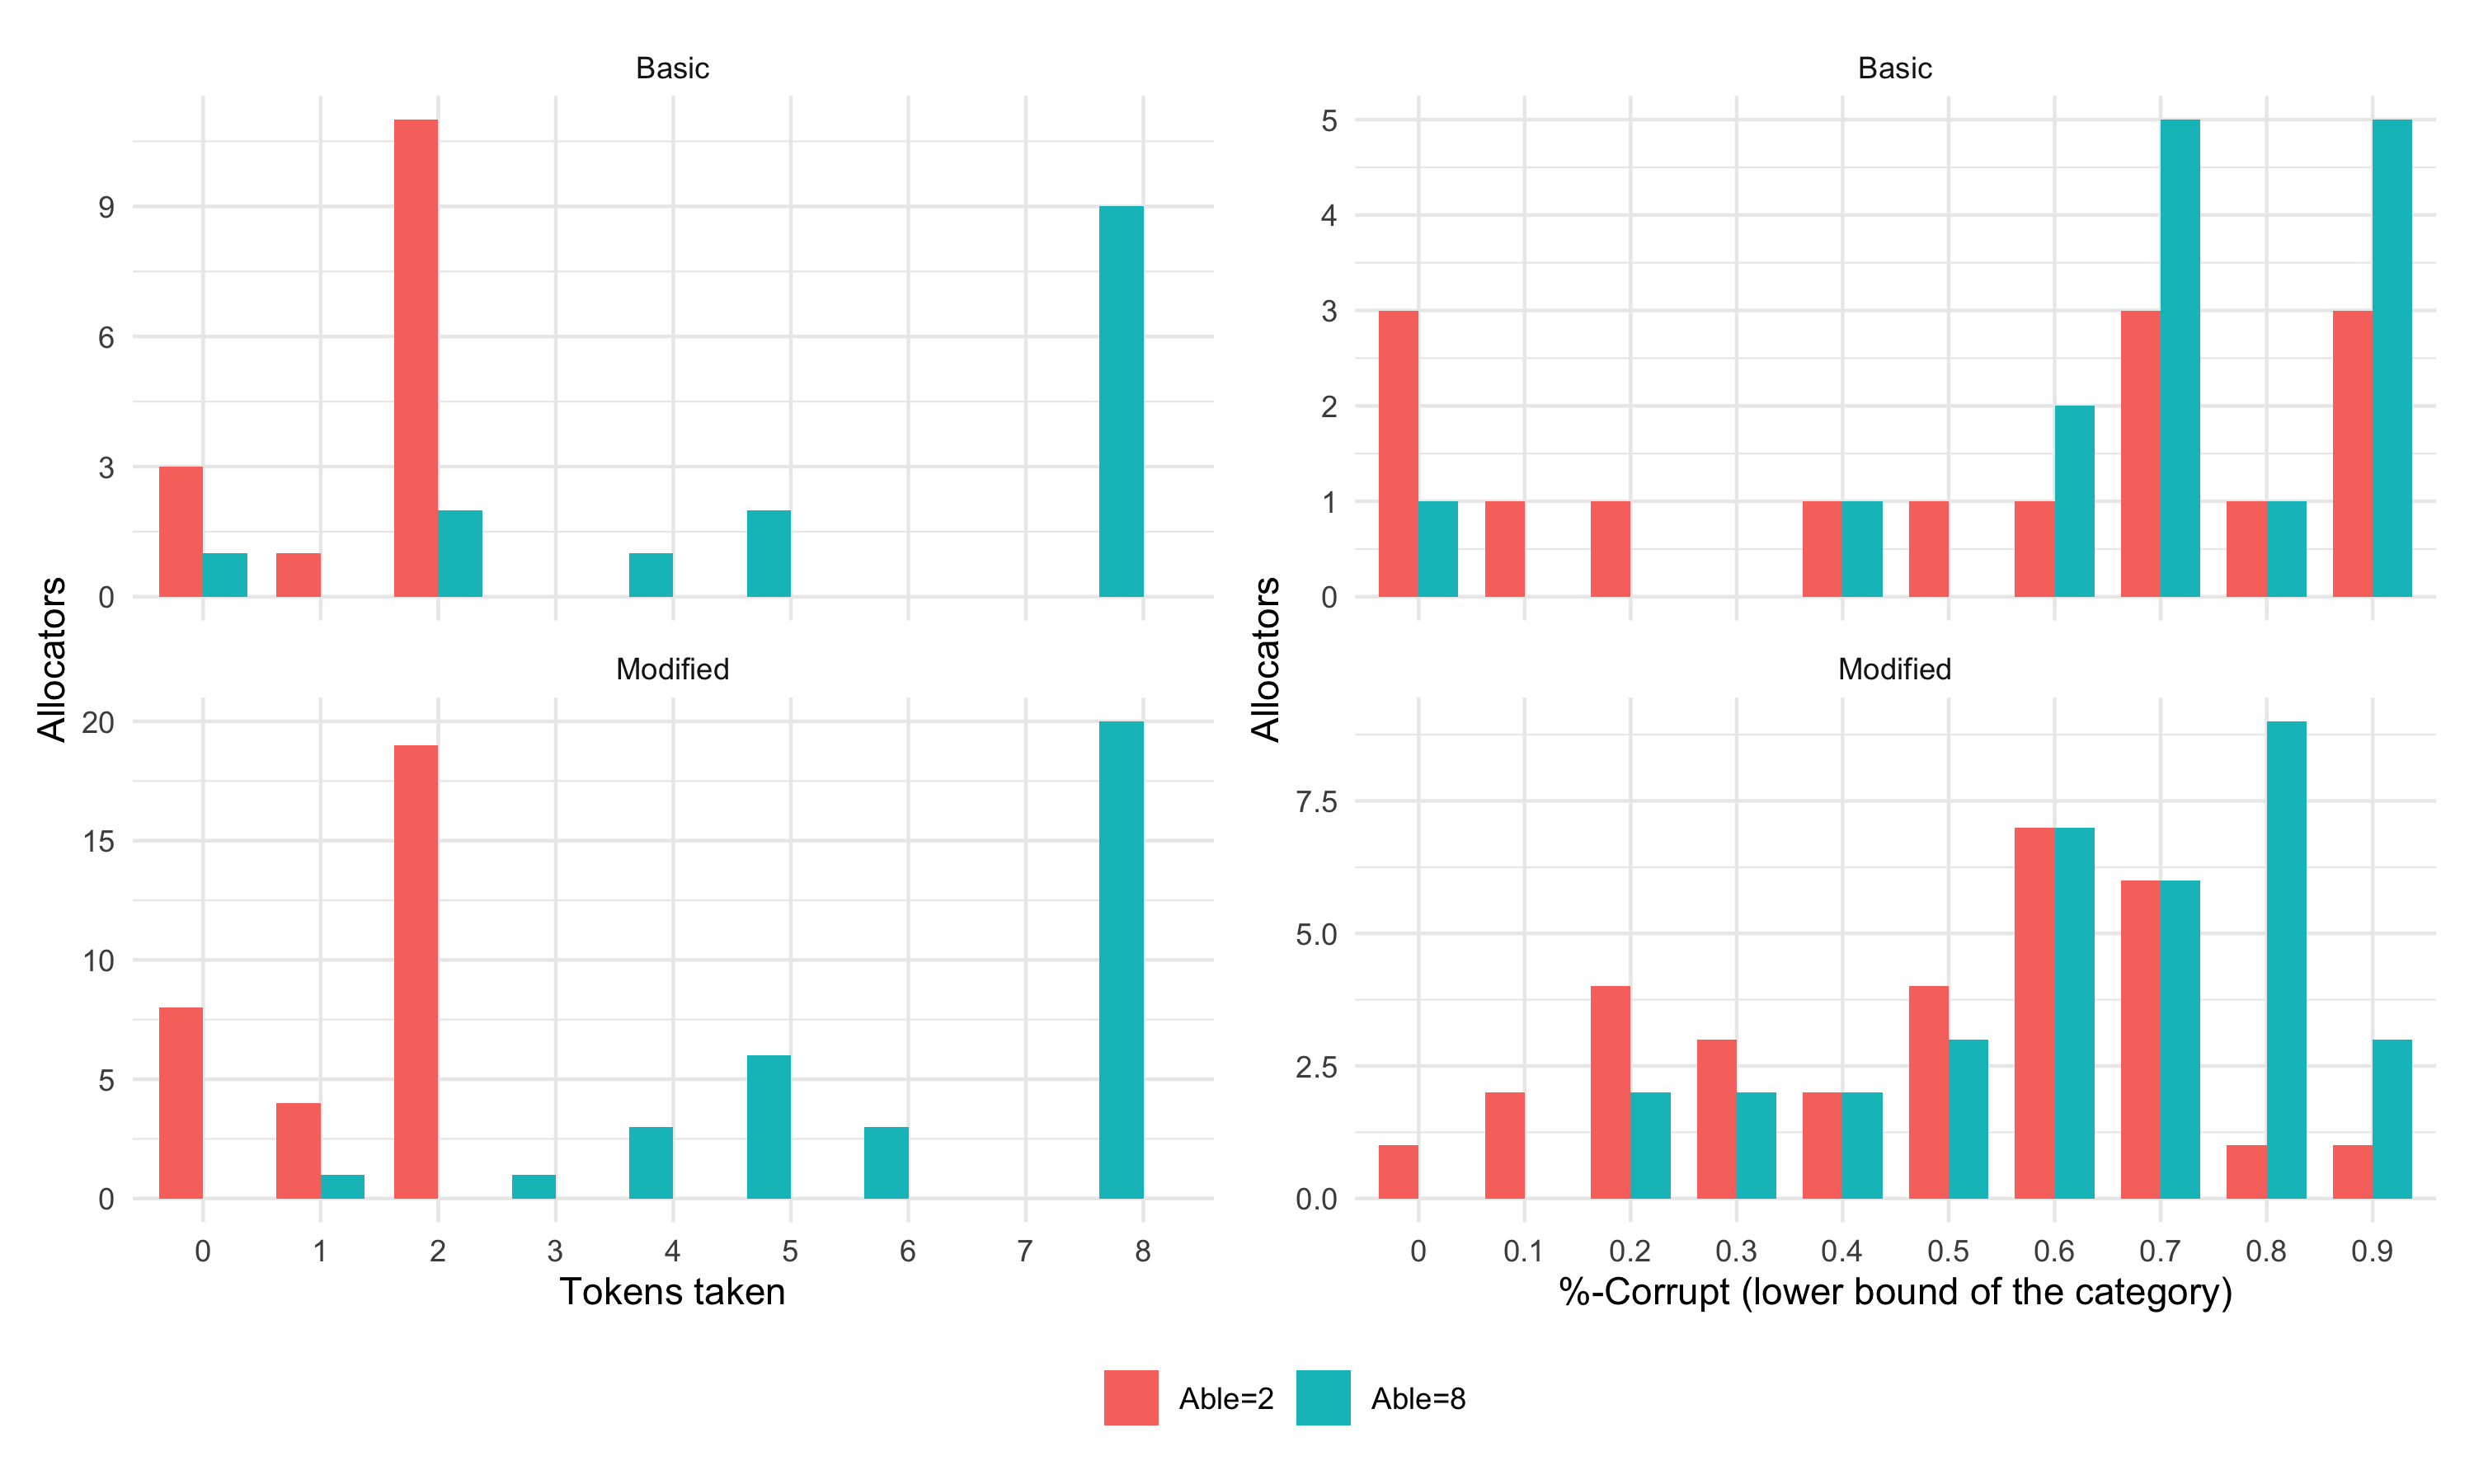 Basic
9
6
3
0
Modified
20
15
10
5
0
0 1 2 3 4 5 6 7 8
Tokens taken
Allocators
Basic
5
4
3
2
1
0
Modified
7.5
5.0
2.5
0.0
0 0.1 0.2 0.3 0.4 0.5 0.6 0.7 0.8 0.9
%-Corrupt (lower bound of the category)
Allocators
Able=2 Able=8